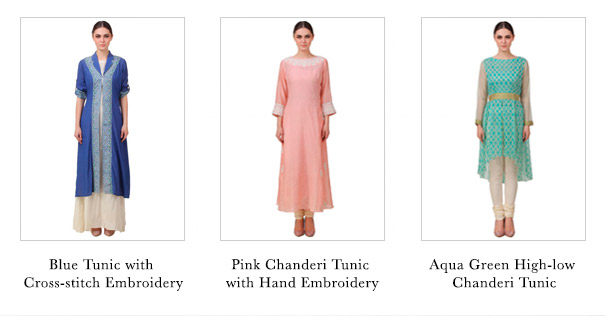 Blue Tunic with
Cross-stitch Embroidery
Pink Chanderi Tunic
with Hand Embroidery
Aqua Green High-low
Chanderi Tunic